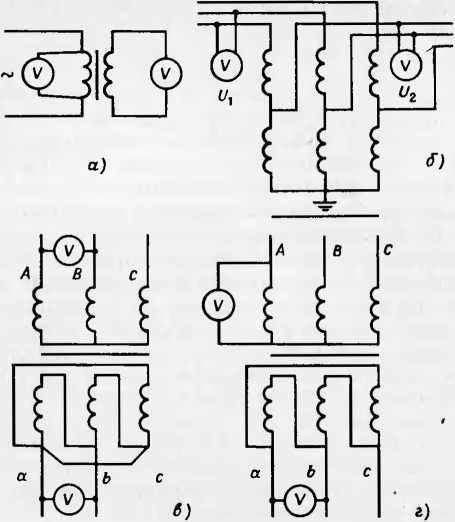 ~ V V
V V
U₁ U₂
а) б)
V
A B C
A B C
V
a b c
a b c
V в) V г)